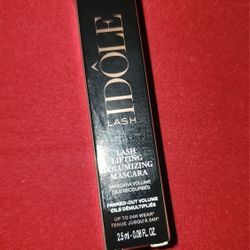 IDÔLE
LASH
LASH
LIFTING
VOLUMIZING
MASCARA
MASCARA VOLUME
CILS RECOURBÉS
FANNED-OUT VOLUME
CILS DÉMULTIPLIÉS
UP TO 24H WEAR*
TENUE JUSQU'À 24H*
2.5 ml - 0.08 FL OZ